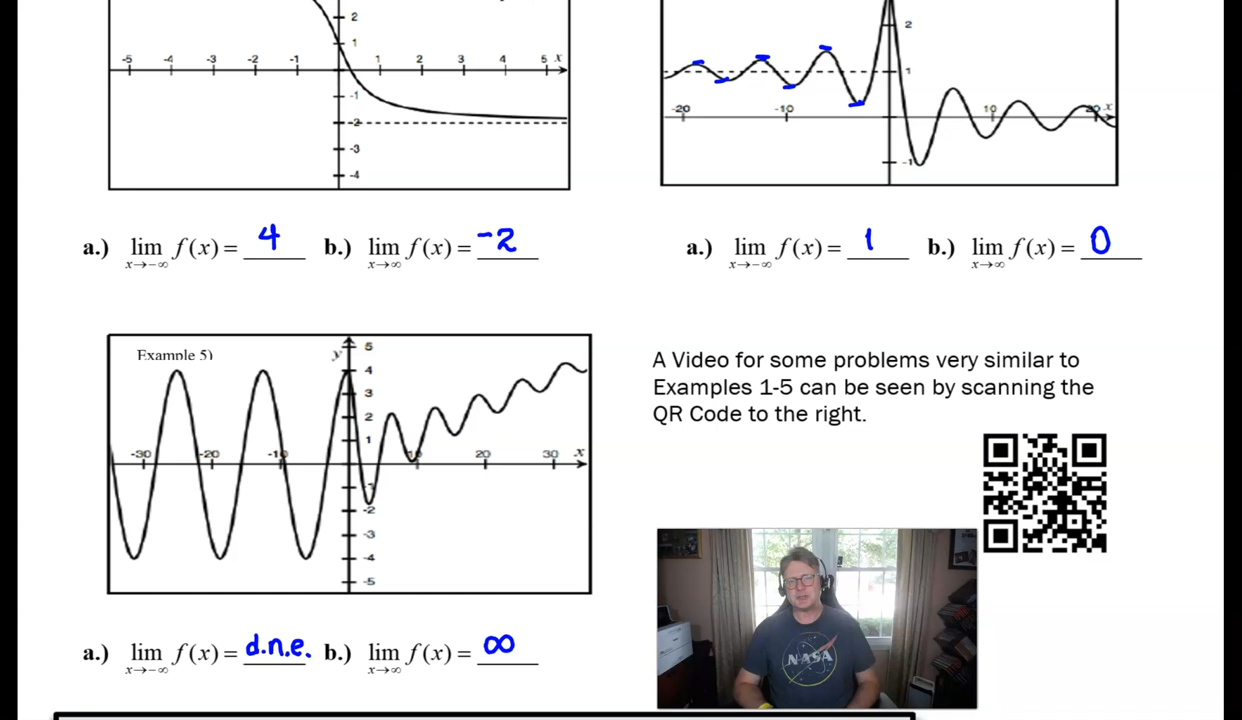 2
1
-5 -4 -3 -2 -1 1 2 3 4 5 x
-1
-2
-3
-4
2
1
-20 -10 10 20 x
-1
a.) lim f(x) = 4 b.) lim f(x) = -2
x→-∞ x→∞
a.) lim f(x) = 1 b.) lim f(x) = 0
x→-∞ x→∞
Example 5)
y 5
4
3
2
1
-30 -20 -10 10 20 30 x
-1
-2
-3
-4
-5
A Video for some problems very similar to
Examples 1-5 can be seen by scanning the
QR Code to the right.
NASA
a.) lim f(x) = d.n.e. b.) lim f(x) = ∞
x→-∞ x→∞